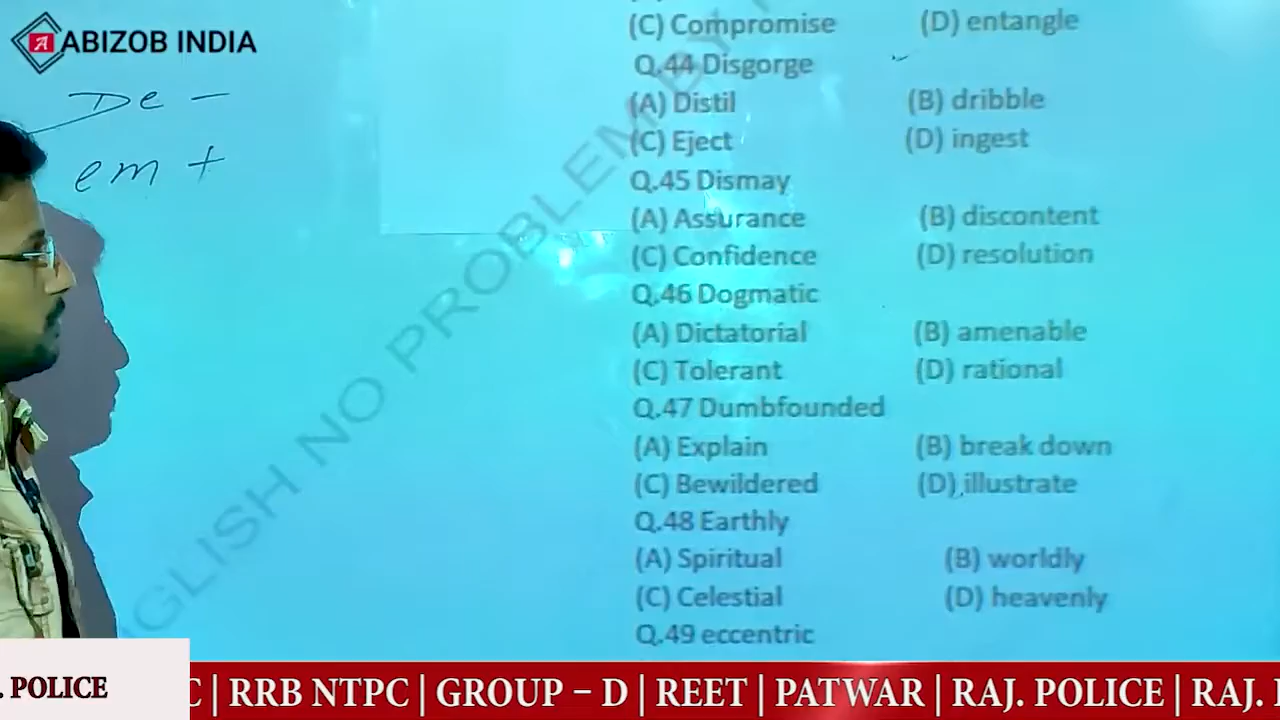 ABIZOB INDIA
De -
em +
(C) Compromise (D) entangle
Q.44 Disgorge
(A) Distil (B) dribble
(C) Eject (D) ingest
Q.45 Dismay
(A) Assurance (B) discontent
(C) Confidence (D) resolution
Q.46 Dogmatic
(A) Dictatorial (B) amenable
(C) Tolerant (D) rational
Q.47 Dumbfounded
(A) Explain (B) break down
(C) Bewildered (D) illustrate
Q.48 Earthly
(A) Spiritual (B) worldly
(C) Celestial (D) heavenly
Q.49 eccentric
NGLISH NO PROBLEM BY
. POLICE C | RRB NTPC | GROUP – D | REET | PATWAR | RAJ. POLICE | RAJ.